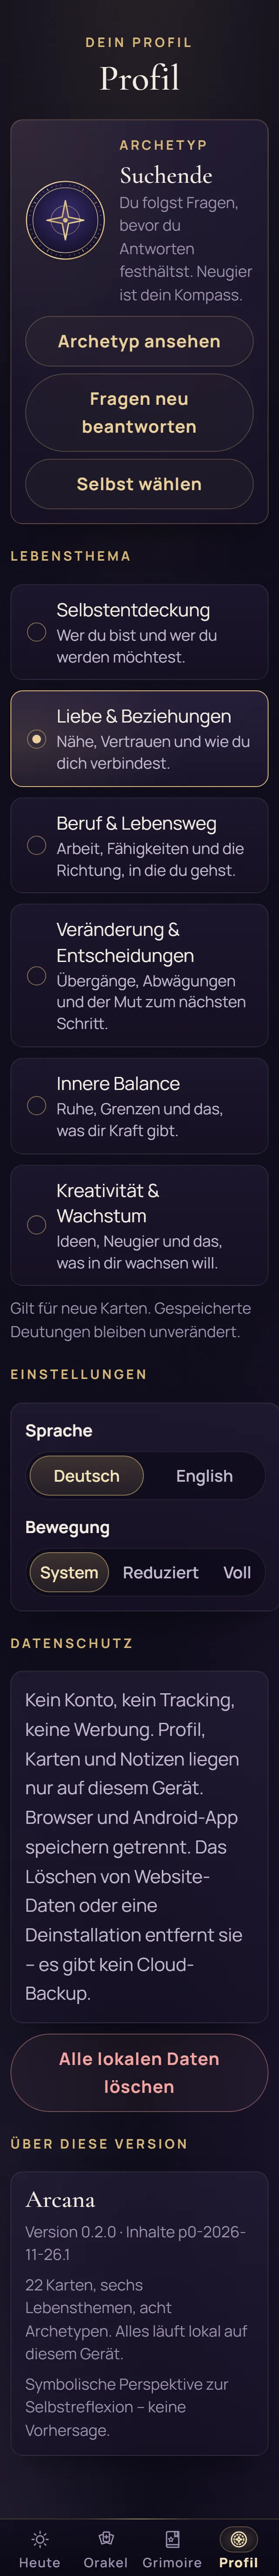 DEIN PROFIL
Profil
ARCHETYP
Suchende
Du folgst Fragen,
bevor du
Antworten
festhältst. Neugier
ist dein Kompass.
Archetyp ansehen
Fragen neu
beantworten
Selbst wählen
LEBENSTHEMA
Selbstentdeckung
Wer du bist und wer du
werden möchtest.
Liebe & Beziehungen
Nähe, Vertrauen und wie du
dich verbindest.
Beruf & Lebensweg
Arbeit, Fähigkeiten und die
Richtung, in die du gehst.
Veränderung &
Entscheidungen
Übergänge, Abwägungen
und der Mut zum nächsten
Schritt.
Innere Balance
Ruhe, Grenzen und das,
was dir Kraft gibt.
Kreativität &
Wachstum
Ideen, Neugier und das,
was in dir wachsen will.
Gilt für neue Karten. Gespeicherte
Deutungen bleiben unverändert.
EINSTELLUNGEN
Sprache
Deutsch English
Bewegung
System Reduziert Voll
DATENSCHUTZ
Kein Konto, kein Tracking,
keine Werbung. Profil,
Karten und Notizen liegen
nur auf diesem Gerät.
Browser und Android-App
speichern getrennt. Das
Löschen von Website-
Daten oder eine
Deinstallation entfernt sie
– es gibt kein Cloud-
Backup.
Alle lokalen Daten
löschen
ÜBER DIESE VERSION
Arcana
Version 0.2.0 · Inhalte p0-2026-
11-26.1
22 Karten, sechs
Lebensthemen, acht
Archetypen. Alles läuft lokal auf
diesem Gerät.
Symbolische Perspektive zur
Selbstreflexion – keine
Vorhersage.
Heute Orakel Grimoire Profil